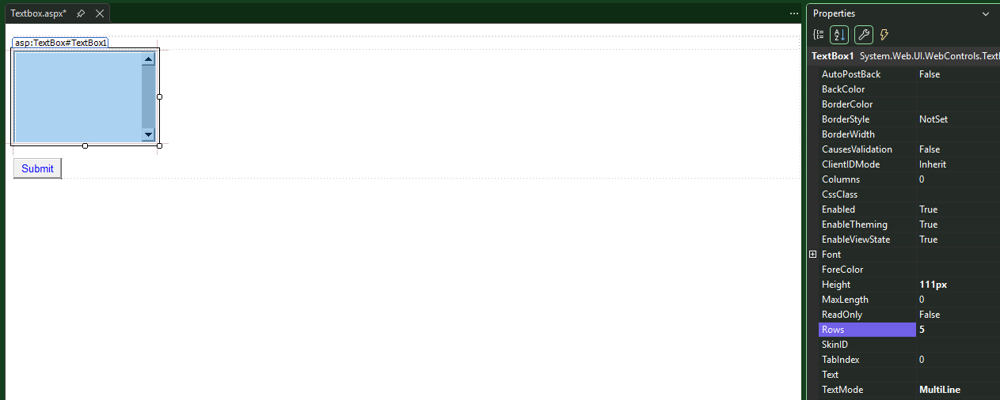 Textbox.aspx*
asp:TextBox#TextBox1
Submit
Properties
TextBox1 System.Web.UI.WebControls.Text
AutoPostBack False
BackColor
BorderColor
BorderStyle NotSet
BorderWidth
CausesValidation False
ClientIDMode Inherit
Columns 0
CssClass
Enabled True
EnableTheming True
EnableViewState True
Font
ForeColor
Height 111px
MaxLength 0
ReadOnly False
Rows 5
SkinID
TabIndex 0
Text
TextMode MultiLine